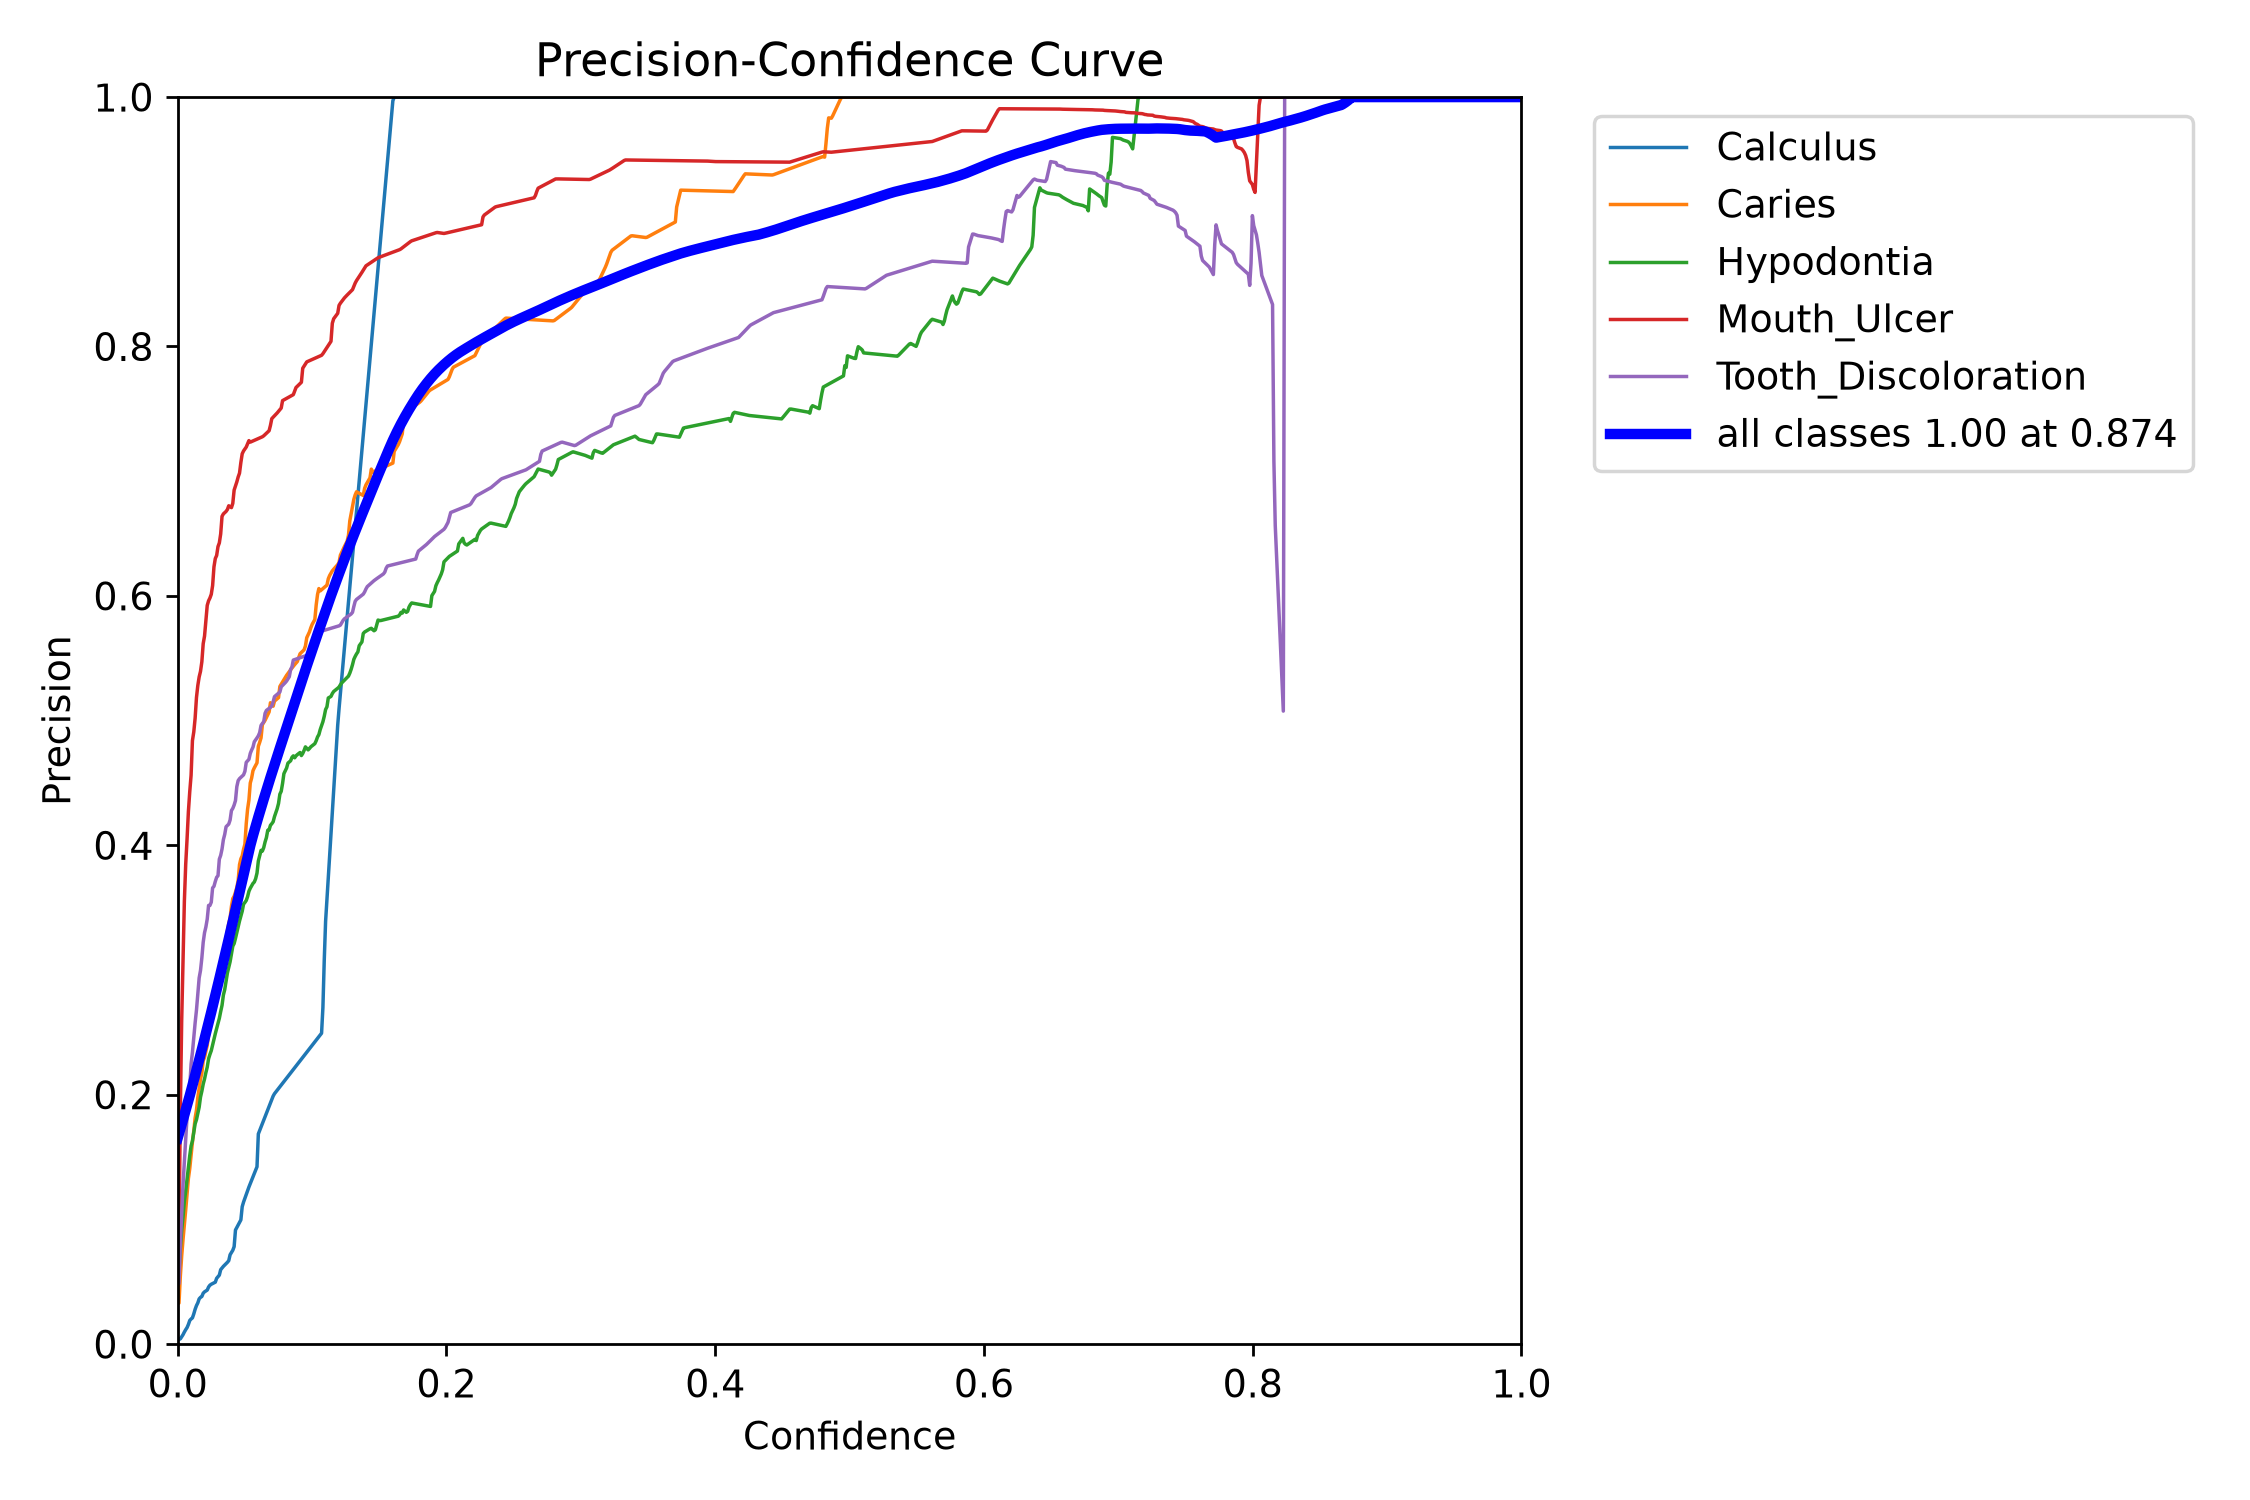 Precision-Confidence Curve
1.0
0.8
0.6
0.4
0.2
0.0
Precision
0.0 0.2 0.4 0.6 0.8 1.0
Confidence
Calculus
Caries
Hypodontia
Mouth_Ulcer
Tooth_Discoloration
all classes 1.00 at 0.874